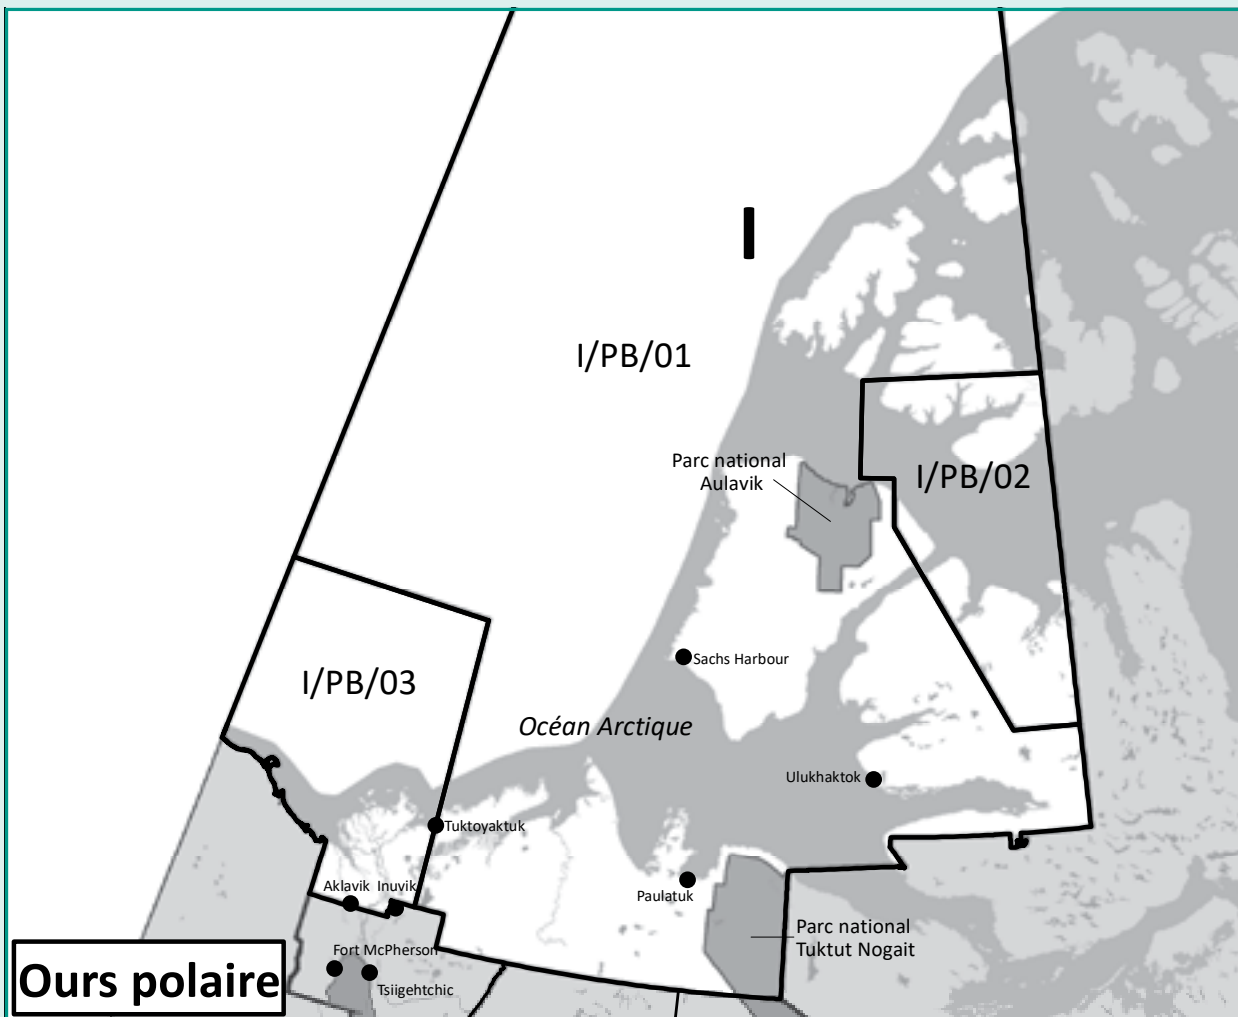 I
I/PB/01
Parc national
Aulavik
I/PB/02
Sachs Harbour
I/PB/03
Océan Arctique
Ulukhaktok
Tuktoyaktuk
Aklavik Inuvik
Paulatuk
Parc national
Tuktut Nogait
Fort McPherson
Tsiigehtchic
Ours polaire